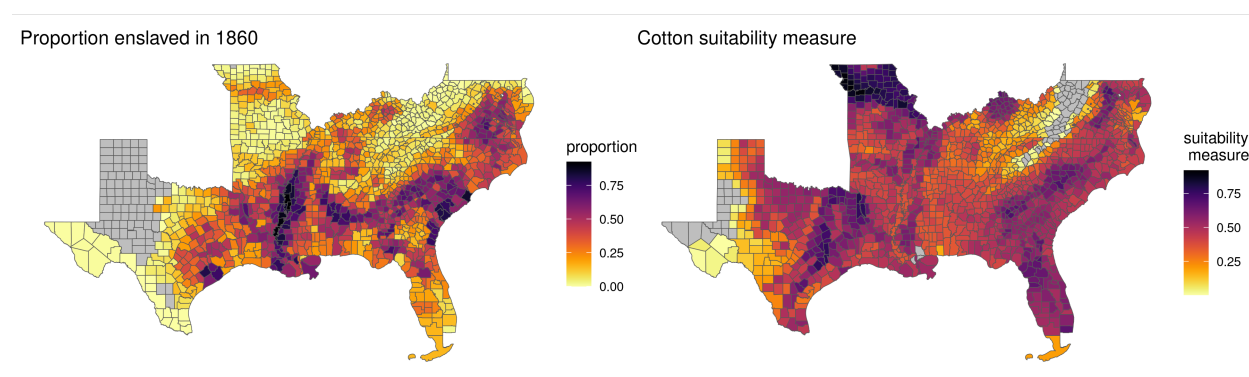 Proportion enslaved in 1860
Cotton suitability measure
proportion
0.75
0.50
0.25
0.00
suitability
measure
0.75
0.50
0.25